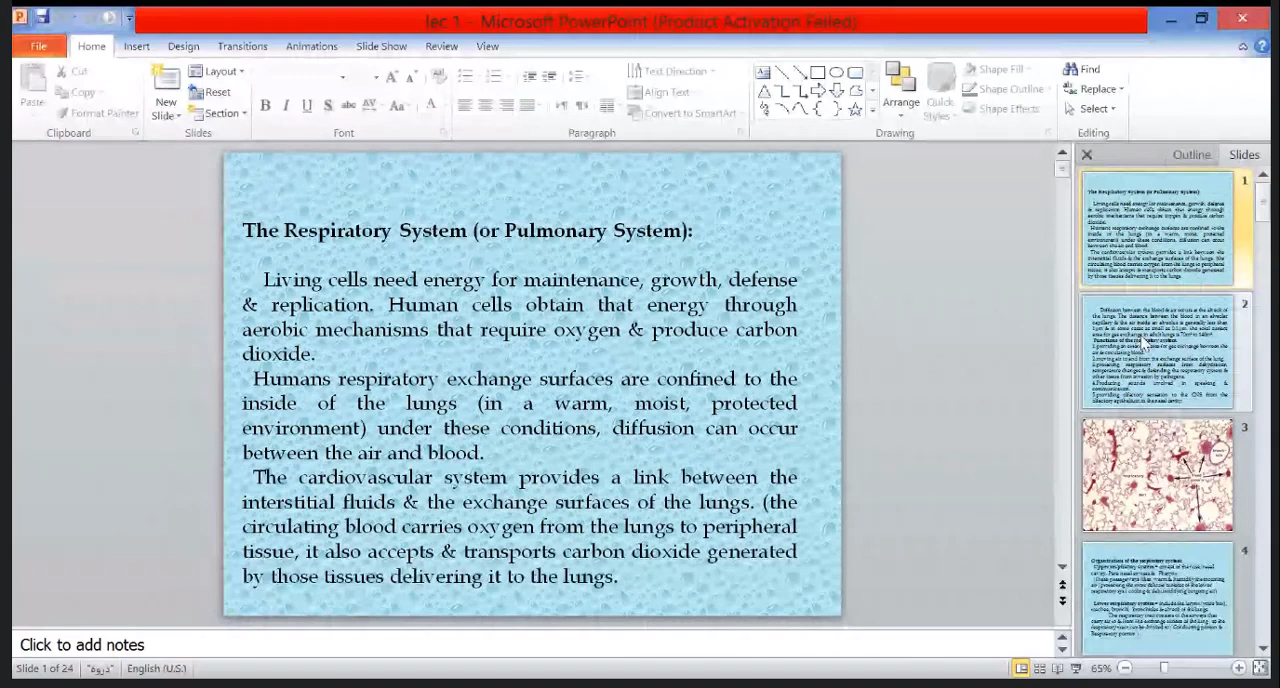 lec 1 - Microsoft PowerPoint (Product Activation Failed)
File Home Insert Design Transitions Animations Slide Show Review View
Paste
Cut
Copy
Format Painter
Clipboard
New
Slide
Layout
Reset
Section
Slides
B I U S abc AV Aa A
Font
Text Direction
Align Text
Convert to SmartArt
Paragraph
Arrange
Quick
Styles
Shape Fill
Shape Outline
Shape Effects
Drawing
Find
Replace
Select
Editing
The Respiratory System (or Pulmonary System):
Living cells need energy for maintenance, growth, defense
& replication. Human cells obtain that energy through
aerobic mechanisms that require oxygen & produce carbon
dioxide.
Humans respiratory exchange surfaces are confined to the
inside of the lungs (in a warm, moist, protected
environment) under these conditions, diffusion can occur
between the air and blood.
The cardiovascular system provides a link between the
interstitial fluids & the exchange surfaces of the lungs. (the
circulating blood carries oxygen from the lungs to peripheral
tissue, it also accepts & transports carbon dioxide generated
by those tissues delivering it to the lungs.
Outline Slides
1
2
3
4
Click to add notes
Slide 1 of 24 "دروة" English (U.S.) 65%